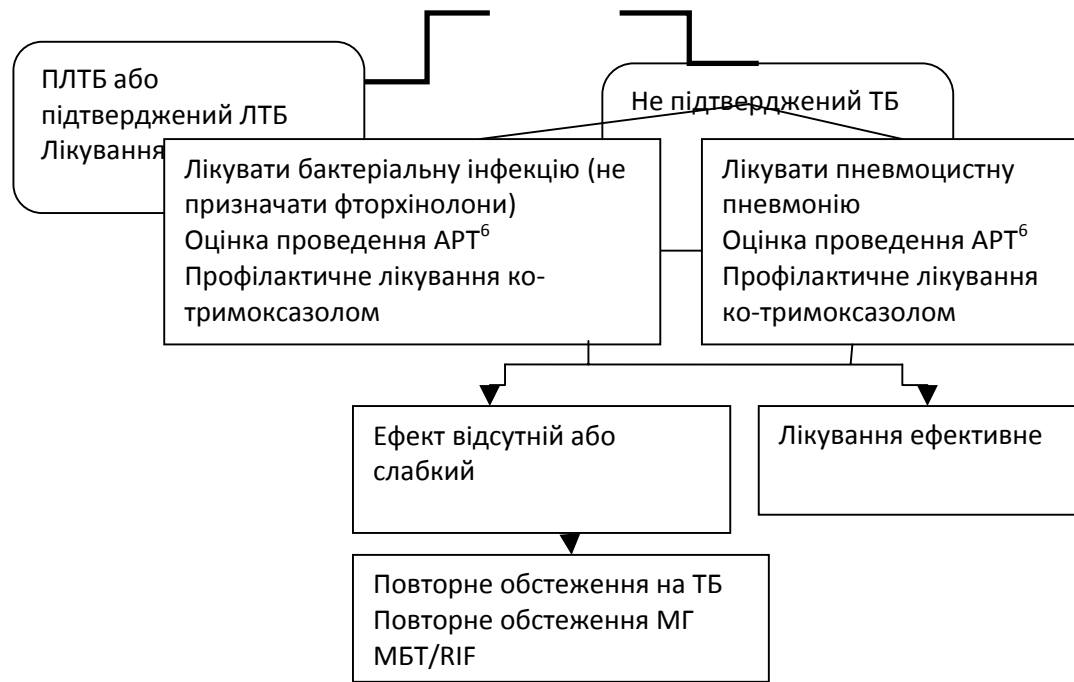 ПЛТБ або
підтверджений ЛТБ
Лікування
Не підтверджений ТБ
Лікувати бактеріальну інфекцію (не
призначати фторхінолони)
Оцінка проведення АРТ⁶
Профілактичне лікування ко-
тримоксазолом
Лікувати пневмоцистну
пневмонію
Оцінка проведення АРТ⁶
Профілактичне лікування
ко-тримоксазолом
Ефект відсутній або
слабкий
Лікування ефективне
Повторне обстеження на ТБ
Повторне обстеження МГ
МБТ/RIF